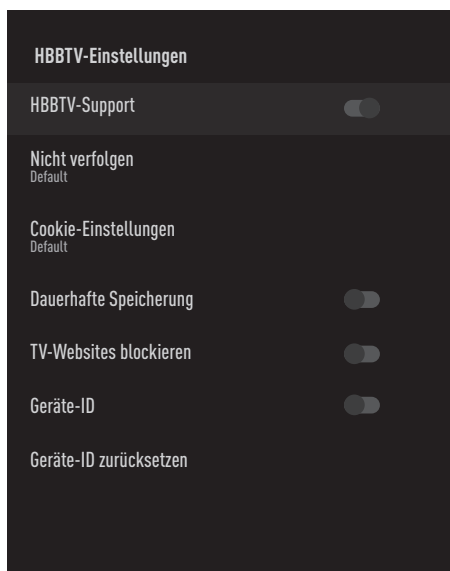 HBBTV-Einstellungen
HBBTV-Support
Nicht verfolgen
Default
Cookie-Einstellungen
Default
Dauerhafte Speicherung
TV-Websites blockieren
Geräte-ID
Geräte-ID zurücksetzen